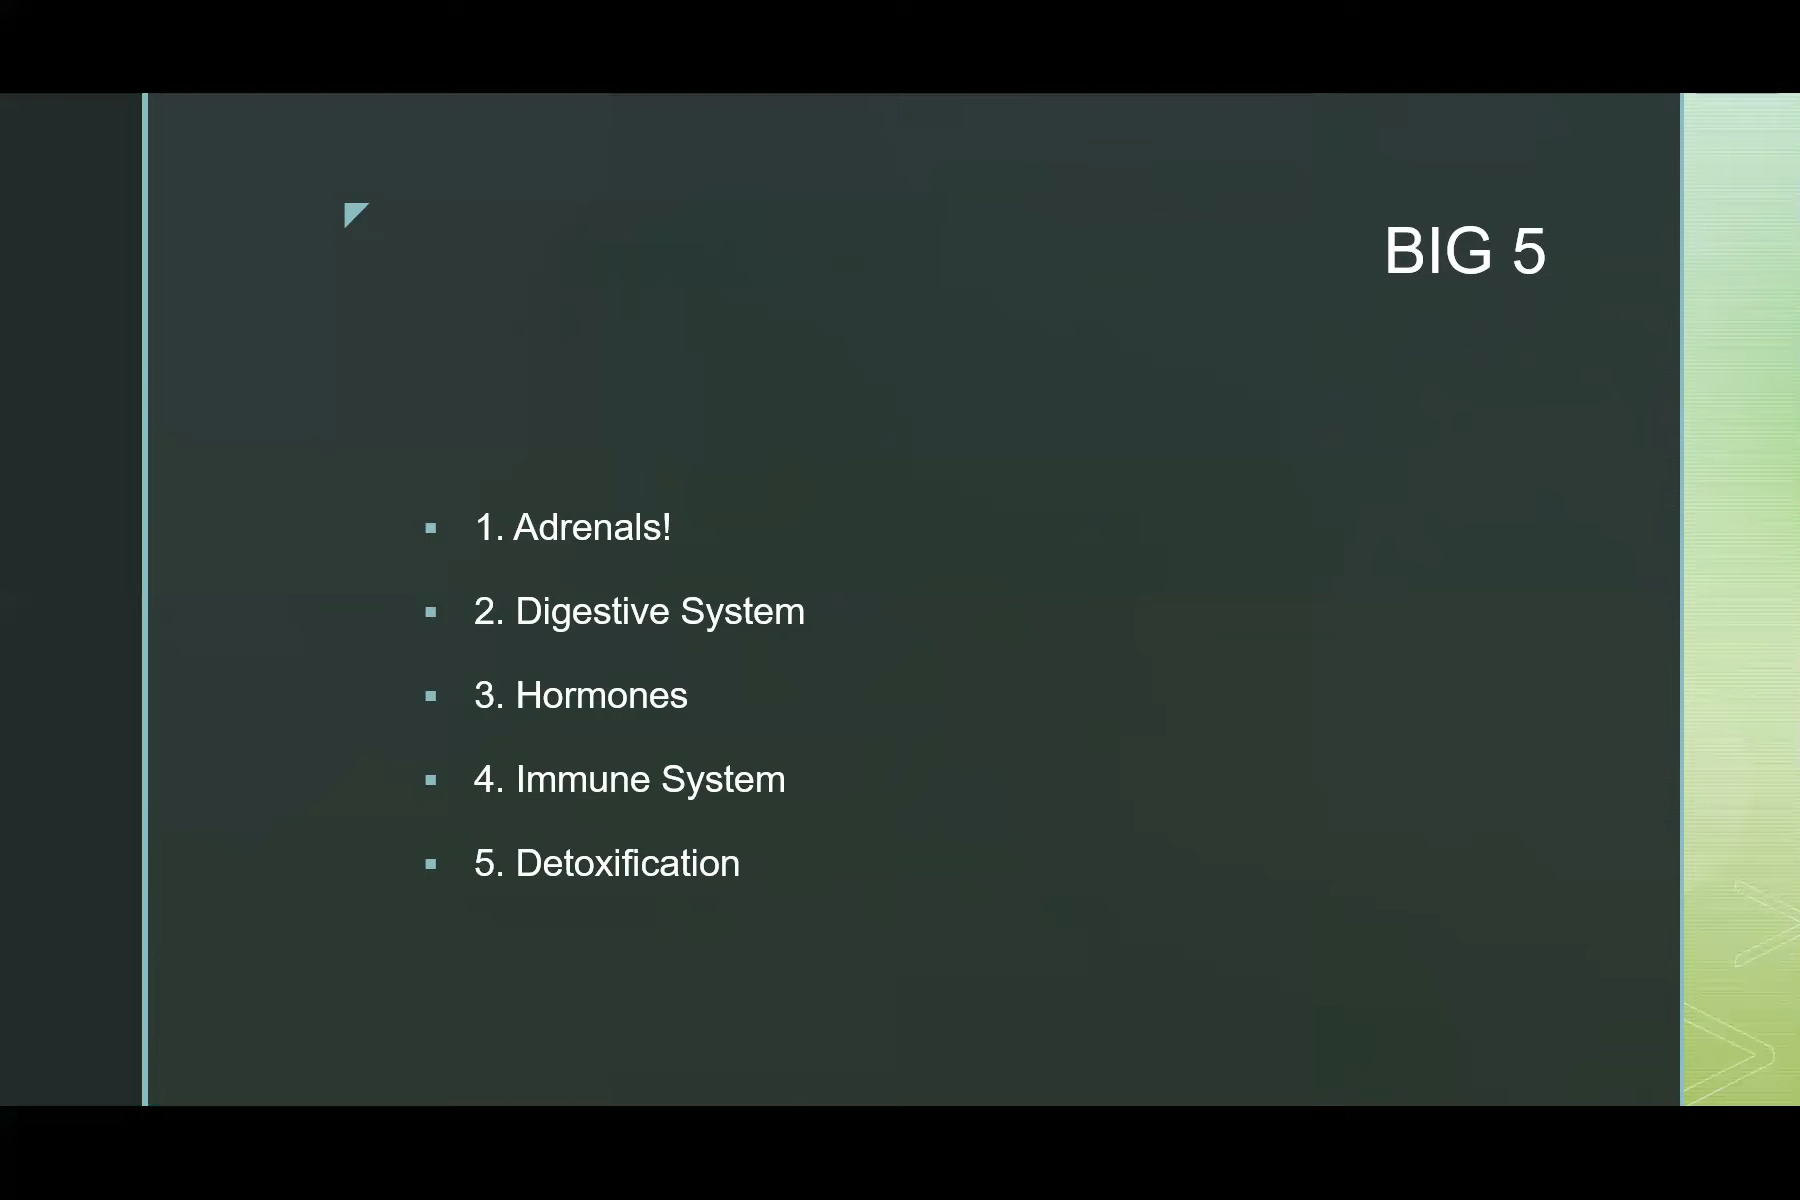 BIG 5
▪ 1. Adrenals!
▪ 2. Digestive System
▪ 3. Hormones
▪ 4. Immune System
▪ 5. Detoxification